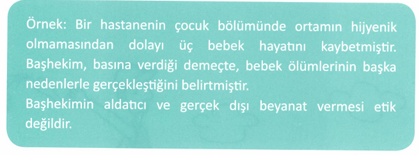 Örnek: Bir hastanenin çocuk bölümünde ortamın hijyenik
olmamasından dolayı üç bebek hayatını kaybetmiştir.
Başhekim, basına verdiği demeçte, bebek ölümlerinin başka
nedenlerle gerçekleştiğini belirtmiştir.
Başhekimin aldatıcı ve gerçek dışı beyanat vermesi etik
değildir.